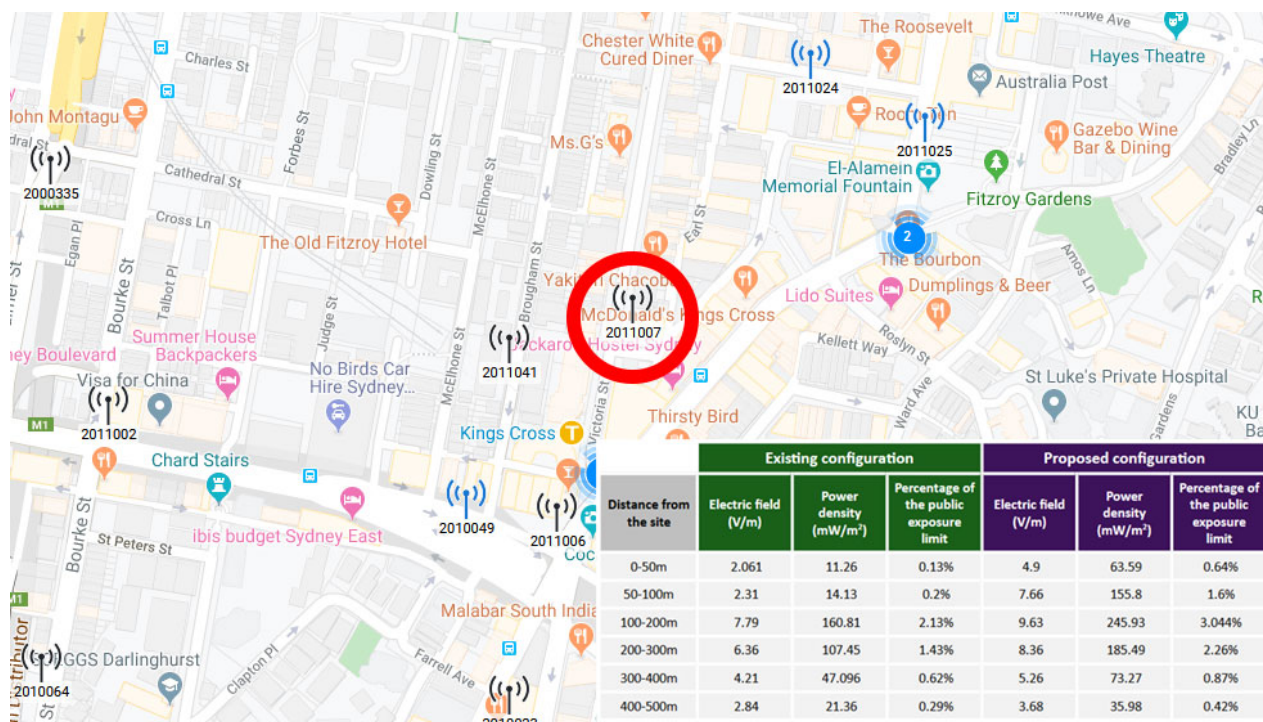 The Roosevelt
Chester White
Cured Diner
Hayes Theatre
Charles St
2011024
Australia Post
John Montagu
Forbes St
Ms.G's
2011025
Gazebo Wine
Bar & Dining
Bradley Ln
El-Alamein
Memorial Fountain
2000335
Cathedral St
Dowling St
McElhone St
Fitzroy Gardens
Cross Ln
Earl St
Egan Pl
The Old Fitzroy Hotel
2
Bourke St
Talbot Pl
Brougham St
Amos Ln
The Bourbon
Lido Suites
Dumplings & Beer
McDonald's Kings Cross
2011007
Judge St
Summer House
Backpackers
Kellett Way
Roslyn St
2011041
No Birds Car
Hire Sydney...
McElhone St
Visa for China
St Luke's Private Hospital
Ward Ave
Victoria St
Thirsty Bird
M1
2011002
Kings Cross
KU
Chard Stairs
2010049
2011006
ibis budget Sydney East
St Peters St
Bourke St
M1
Malabar South India
SCEGGS Darlinghurst
Clapton Pl
Farrell Ave
2010064
Existing configuration Proposed configuration
Distance from the site Electric field (V/m) Power density (mW/m²) Percentage of the public exposure limit Electric field (V/m) Power density (mW/m²) Percentage of the public exposure limit
0-50m 2.061 11.26 0.13% 4.9 63.59 0.64%
50-100m 2.31 14.13 0.2% 7.66 155.8 1.6%
100-200m 7.79 160.81 2.13% 9.63 245.93 3.044%
200-300m 6.36 107.45 1.43% 8.36 185.49 2.26%
300-400m 4.21 47.096 0.62% 5.26 73.27 0.87%
400-500m 2.84 21.36 0.29% 3.68 35.98 0.42%